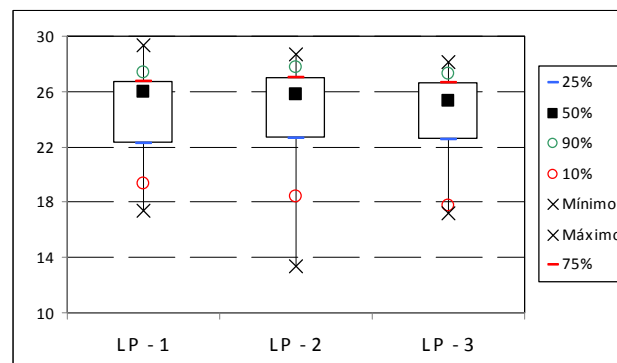 30
26
22
18
14
10
LP - 1
LP - 2
LP - 3
25%
50%
90%
10%
Mínimo
Máximo
75%